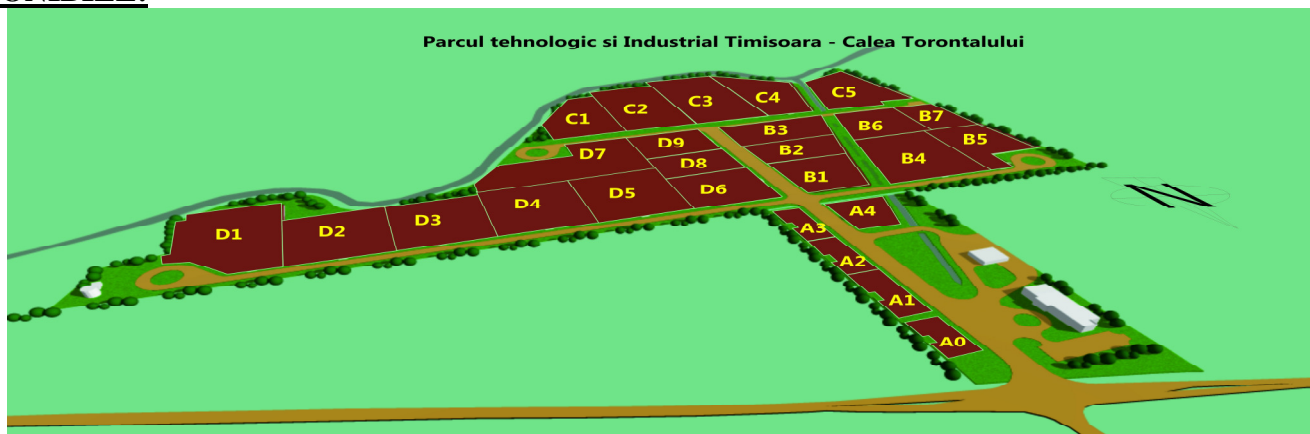 Parcul tehnologic si Industrial Timisoara - Calea Torontalului
C5
C4
C3
C2
C1
B7
B6
B5
B3
B2
B4
B1
D9
D7
D8
D6
D5
D4
D3
D2
D1
A4
A3
A2
A1
A0
N